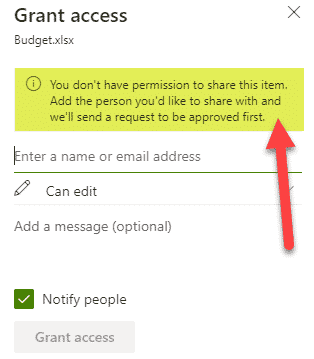 Grant access
Budget.xlsx
You don't have permission to share this item.
Add the person you'd like to share with and
we'll send a request to be approved first.
Enter a name or email address
Can edit
Add a message (optional)
Notify people
Grant access